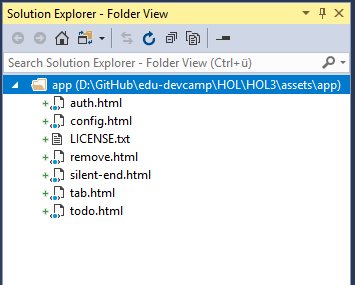 Solution Explorer - Folder View
Search Solution Explorer - Folder View (Ctrl+ü)
app (D:\GitHub\edu-devcamp\HOL\HOL3\assets\app)
auth.html
config.html
LICENSE.txt
remove.html
silent-end.html
tab.html
todo.html